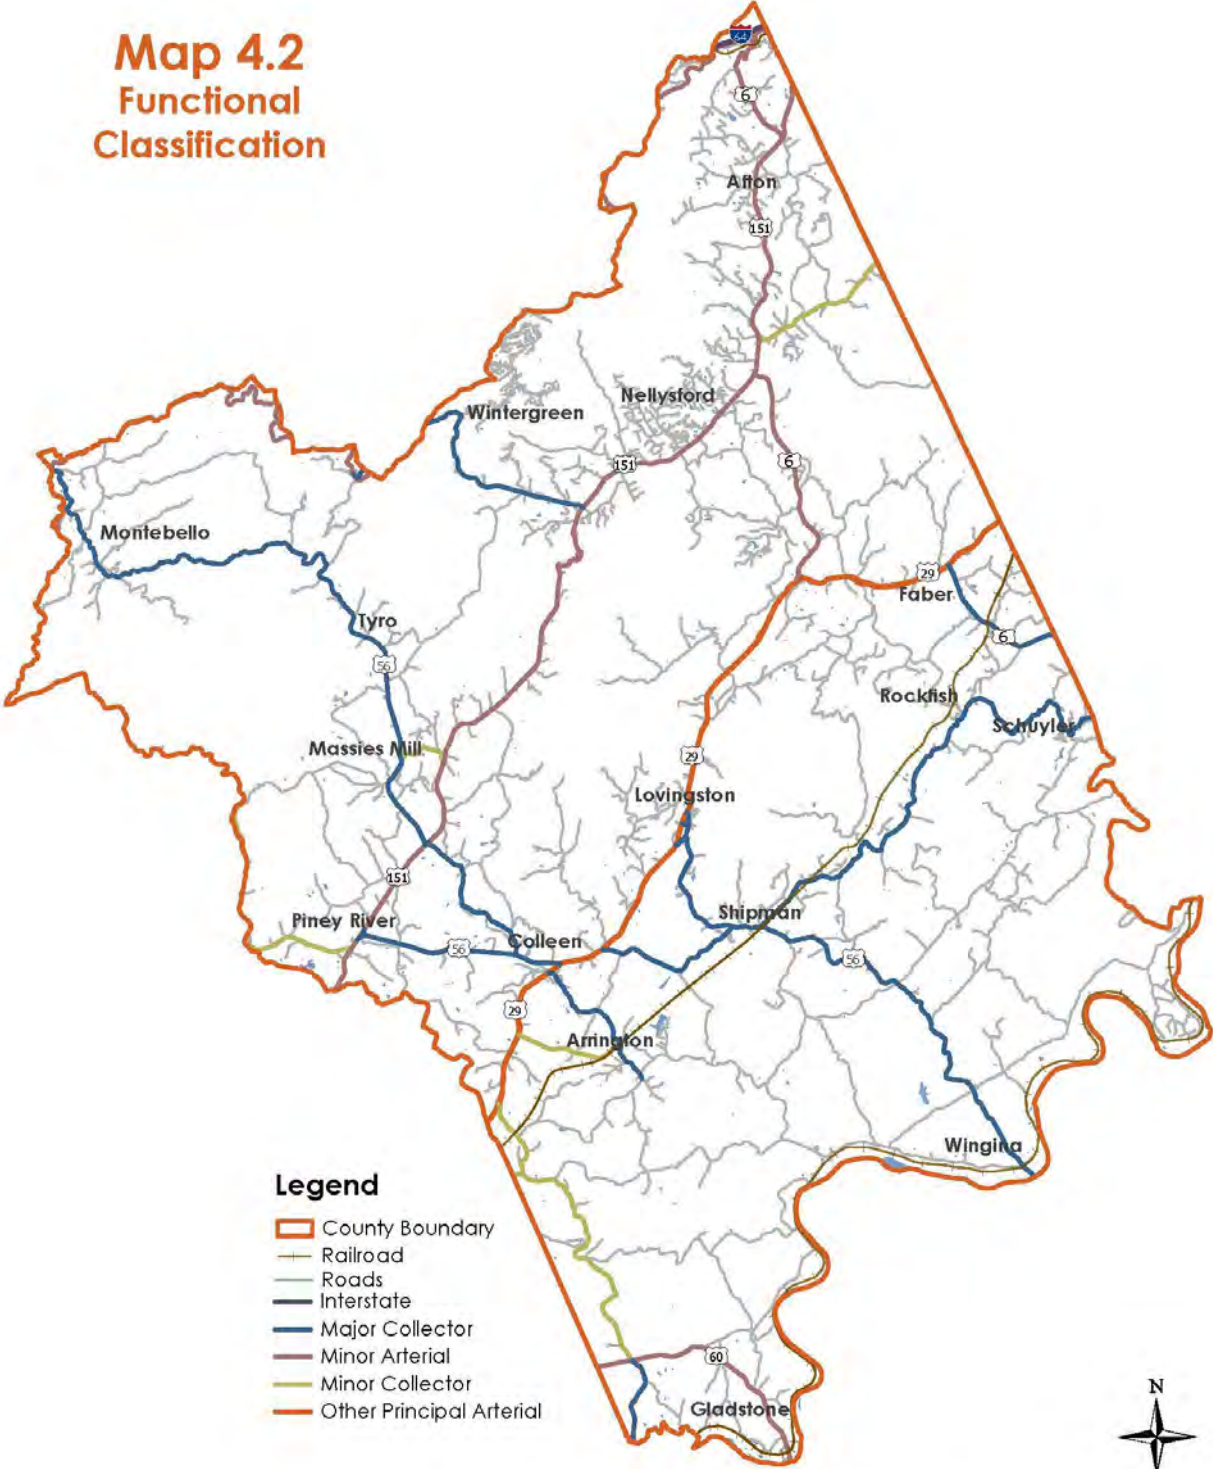 Map 4.2
Functional
Classification
64
6
Afton
151
Nellysford
Wintergreen
151
6
Montebello
29
Faber
Tyro
6
56
Rockfish
Schuyler
Massies Mill
29
Lovingston
151
Piney River
Shipman
Colleen
56
56
29
Arrington
Wingina
Legend
County Boundary
Railroad
Roads
Interstate
Major Collector
Minor Arterial
Minor Collector
Other Principal Arterial
60
Gladstone
N